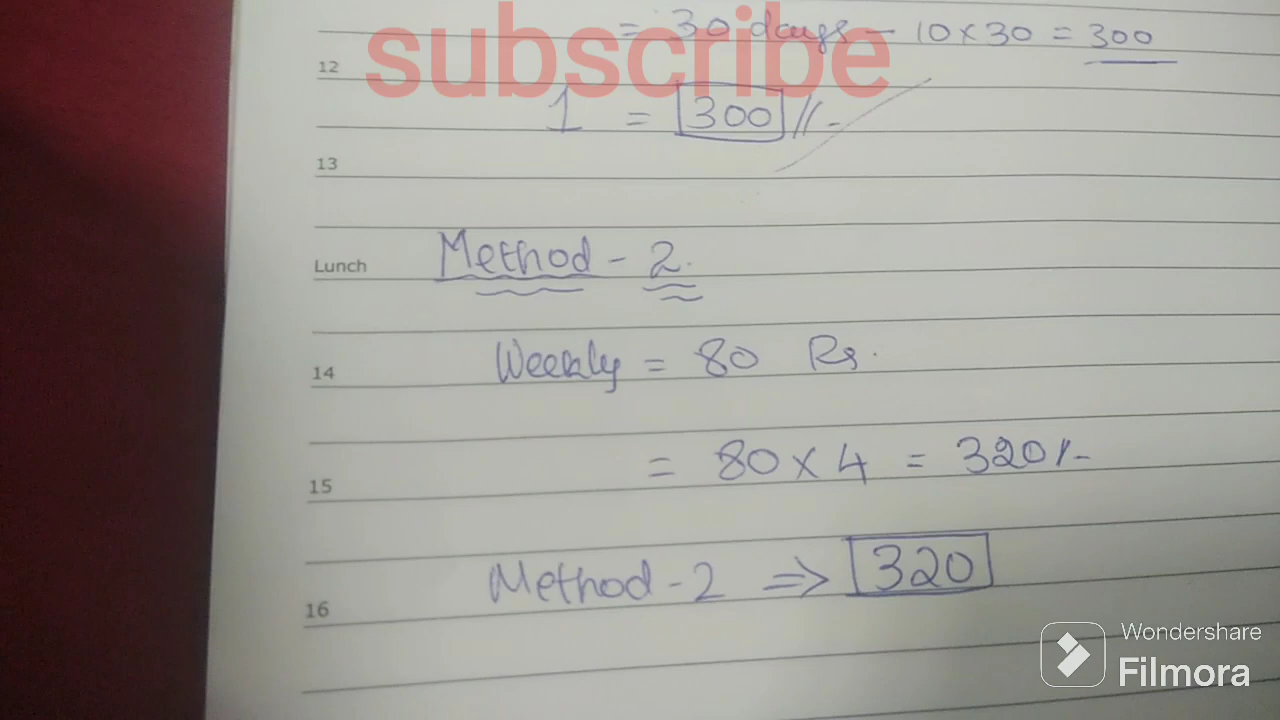 subscribe
= 30 days - 10 × 30 = 300
12
1 = 300 //-
13
Lunch Method - 2.
14 Weekly = 80 Rs.
= 80 × 4 = 320/-
15
Method - 2 ⇒ 320
16
Wondershare
Filmora